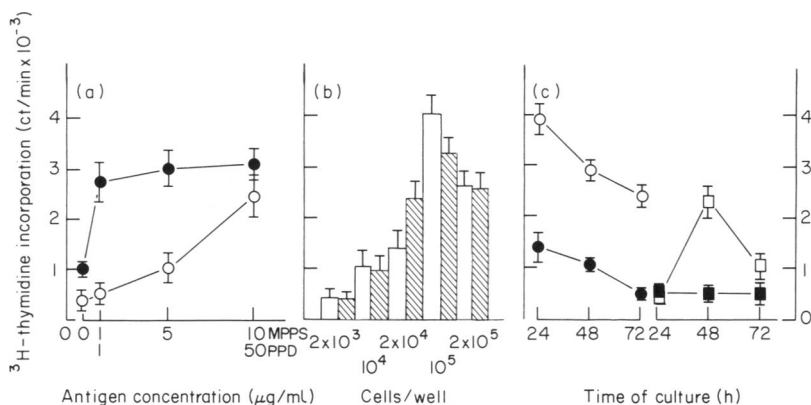 ³H-thymidine incorporation (ct/min x 10⁻³)
(a) (b) (c)
4 4
3 3
2 2
1 1
0 0 5 10 MPPS
1 50 PPD
2x10³ 2x10⁴ 2x10⁵
10⁴ 10⁵
24 48 72 24 48 72
0
Antigen concentration (μg/ml) Cells/well Time of culture (h)